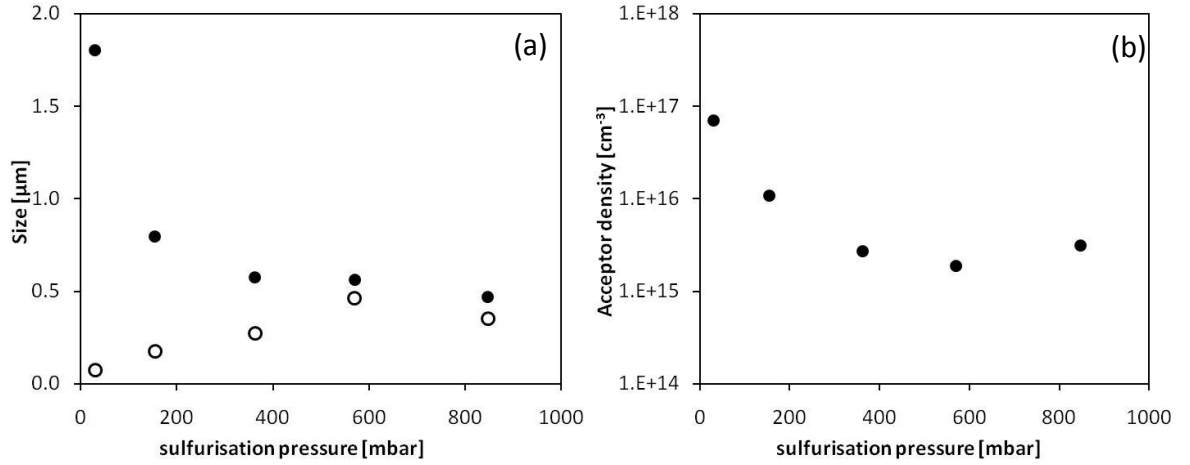 (a)
2.0
1.5
1.0
0.5
0.0
Size [µm]
0 200 400 600 800 1000
sulfurisation pressure [mbar]
(b)
1.E+18
1.E+17
1.E+16
1.E+15
1.E+14
Acceptor density [cm-3]
0 200 400 600 800 1000
sulfurisation pressure [mbar]